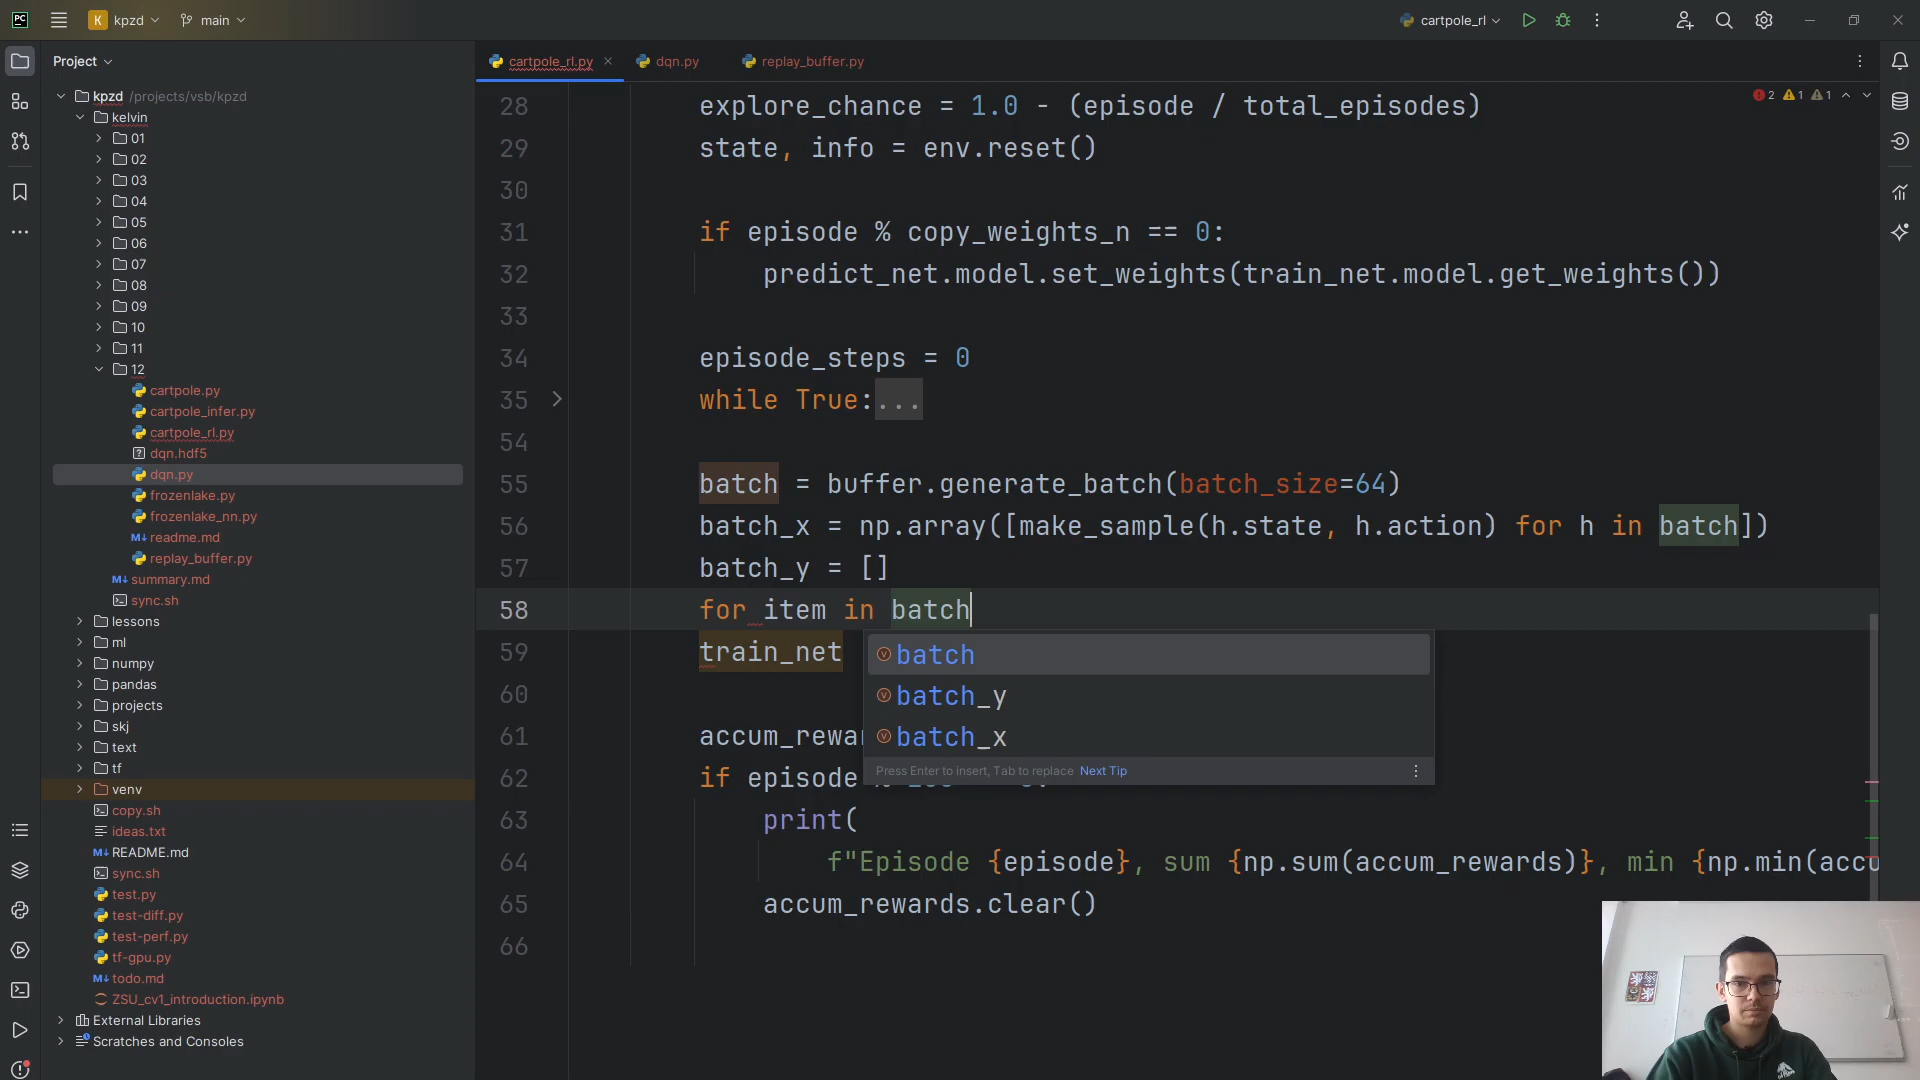 PC
K kpzd
main
cartpole_rl
Project
cartpole_rl.py
dqn.py
replay_buffer.py
kpzd /projects/vsb/kpzd
kelvin
01
02
03
04
05
06
07
08
09
10
11
12
cartpole.py
cartpole_infer.py
cartpole_rl.py
dqn.hdf5
dqn.py
frozenlake.py
frozenlake_nn.py
readme.md
replay_buffer.py
summary.md
sync.sh
lessons
ml
numpy
pandas
projects
skj
text
tf
venv
copy.sh
ideas.txt
README.md
sync.sh
test.py
test-diff.py
test-perf.py
tf-gpu.py
todo.md
ZSU_cv1_introduction.ipynb
External Libraries
Scratches and Consoles
2 1 1
28 explore_chance = 1.0 - (episode / total_episodes)
29 state, info = env.reset()
30
31 if episode % copy_weights_n == 0:
32 predict_net.model.set_weights(train_net.model.get_weights())
33
34 episode_steps = 0
35 while True:...
54
55 batch = buffer.generate_batch(batch_size=64)
56 batch_x = np.array([make_sample(h.state, h.action) for h in batch])
57 batch_y = []
58 for item in batch
59 train_net
60
61 accum_rewar
62 if episode
63 print(
64 f"Episode {episode}, sum {np.sum(accum_rewards)}, min {np.min(accu
65 accum_rewards.clear()
66
batch
batch_y
batch_x
Press Enter to insert, Tab to replace Next Tip